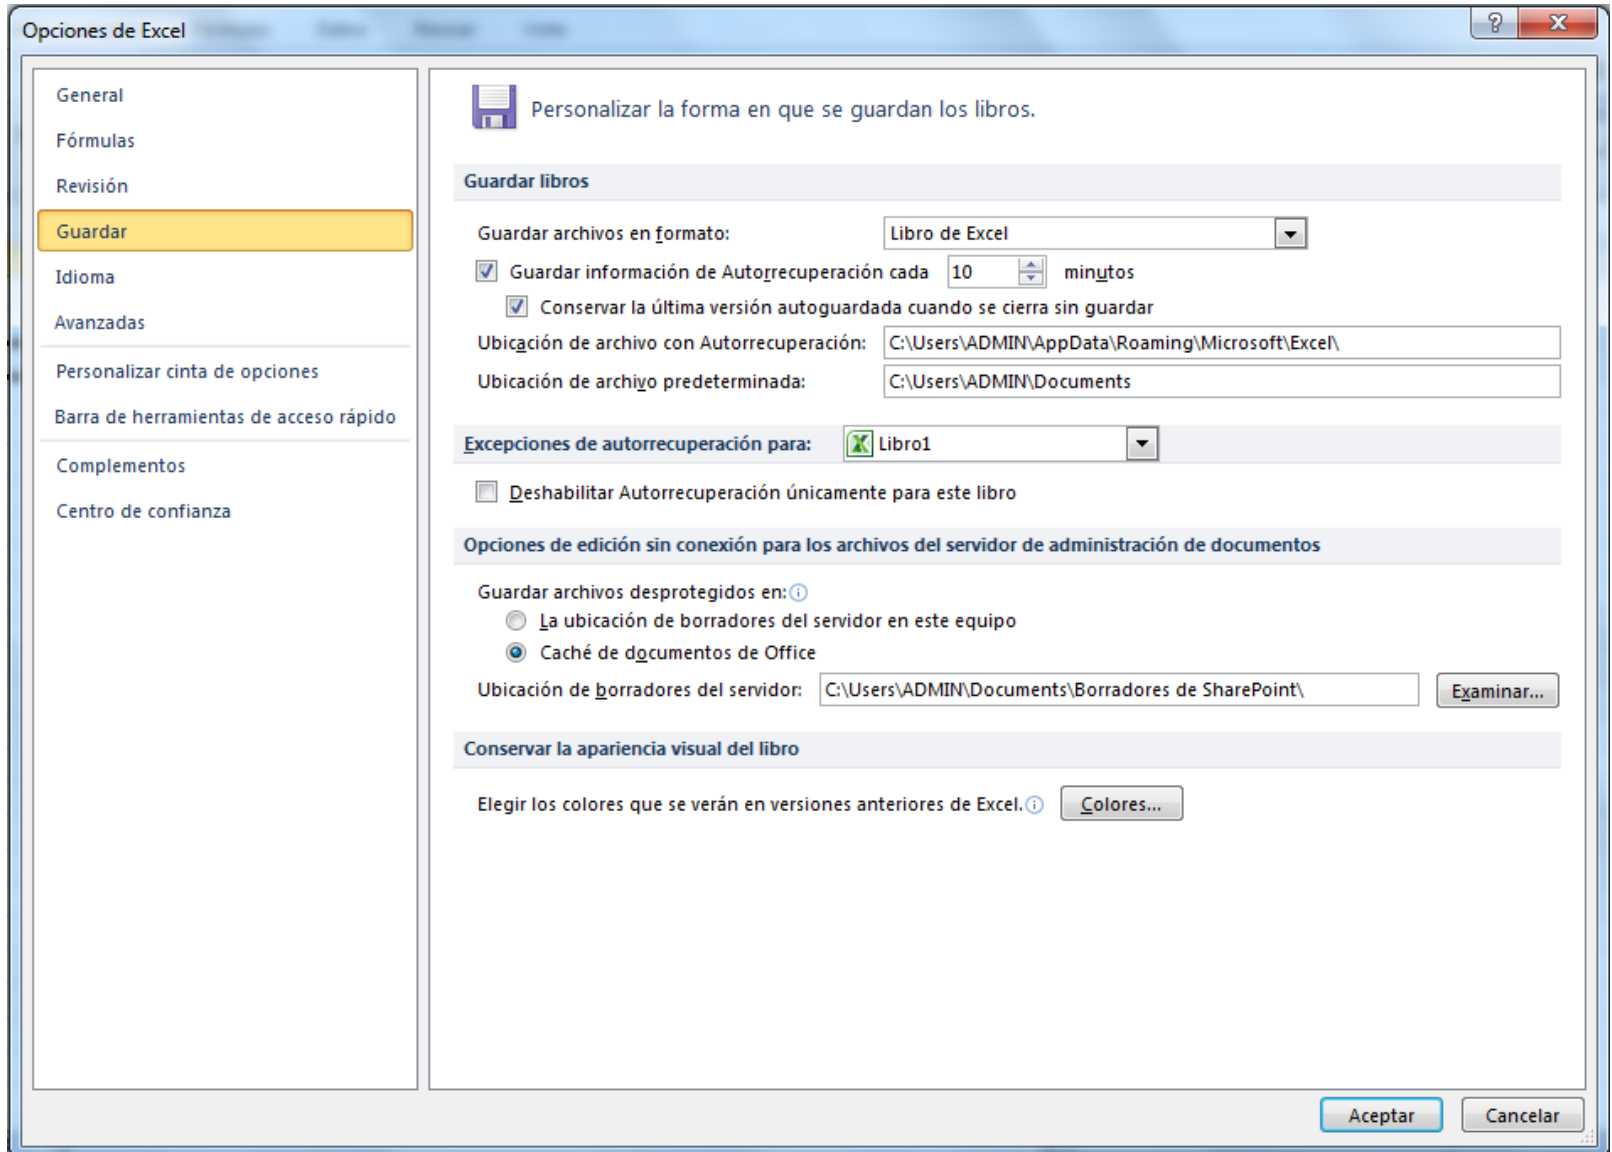 Opciones de Excel
General
Fórmulas
Revisión
Guardar
Idioma
Avanzadas
Personalizar cinta de opciones
Barra de herramientas de acceso rápido
Complementos
Centro de confianza
Personalizar la forma en que se guardan los libros.
Guardar libros
Guardar archivos en formato: Libro de Excel
Guardar información de Autorrecuperación cada 10 minutos
Conservar la última versión autoguardada cuando se cierra sin guardar
Ubicación de archivo con Autorrecuperación: C:\Users\ADMIN\AppData\Roaming\Microsoft\Excel\
Ubicación de archivo predeterminada: C:\Users\ADMIN\Documents
Excepciones de autorrecuperación para: Libro1
Deshabilitar Autorrecuperación únicamente para este libro
Opciones de edición sin conexión para los archivos del servidor de administración de documentos
Guardar archivos desprotegidos en:
La ubicación de borradores del servidor en este equipo
Caché de documentos de Office
Ubicación de borradores del servidor: C:\Users\ADMIN\Documents\Borradores de SharePoint\ Examinar...
Conservar la apariencia visual del libro
Elegir los colores que se verán en versiones anteriores de Excel. Colores...
Aceptar Cancelar